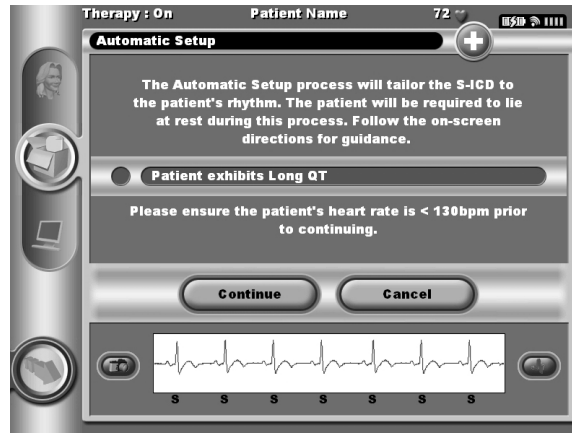 Therapy : On Patient Name 72
Automatic Setup
The Automatic Setup process will tailor the S-ICD to
the patient's rhythm. The patient will be required to lie
at rest during this process. Follow the on-screen
directions for guidance.
Patient exhibits Long QT
Please ensure the patient's heart rate is < 130bpm prior
to continuing.
Continue Cancel
S S S S S S S